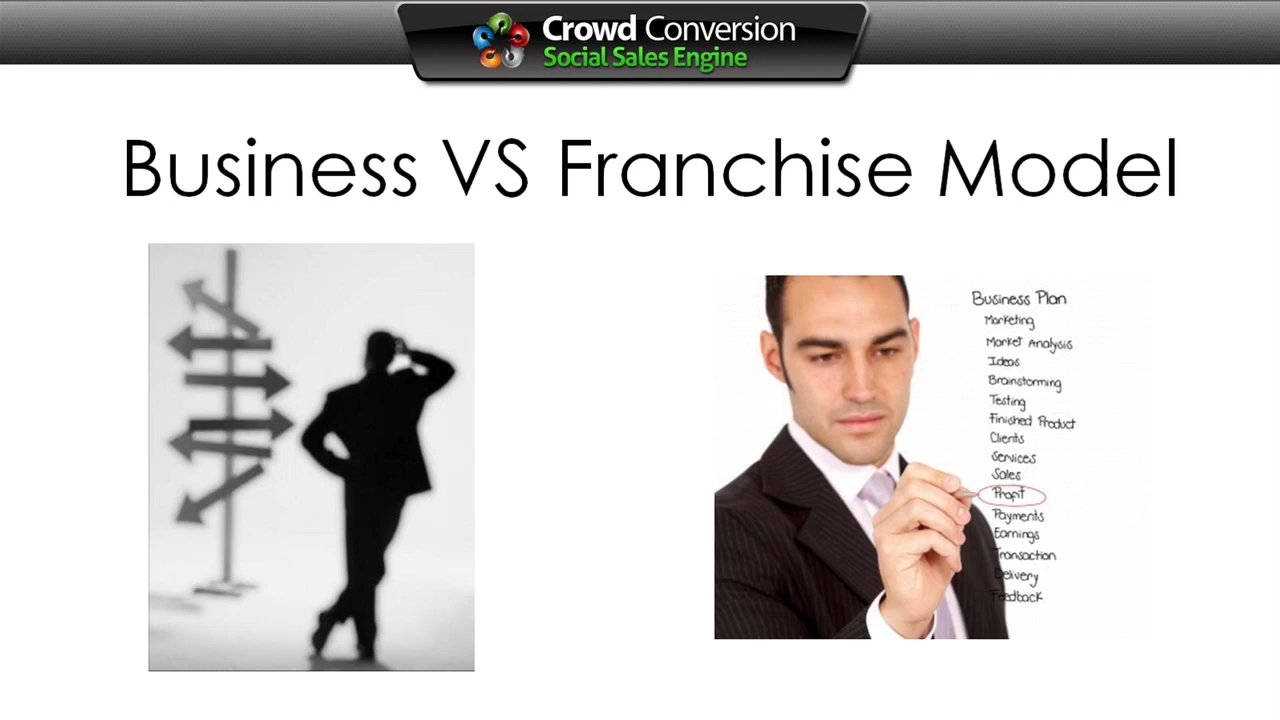 Crowd Conversion
Social Sales Engine
Business VS Franchise Model
Business Plan
Marketing
Market Analysis
Ideas
Brainstorming
Testing
Finished Product
Clients
Services
Sales
Profit
Payments
Earnings
Transaction
Delivery
Feedback